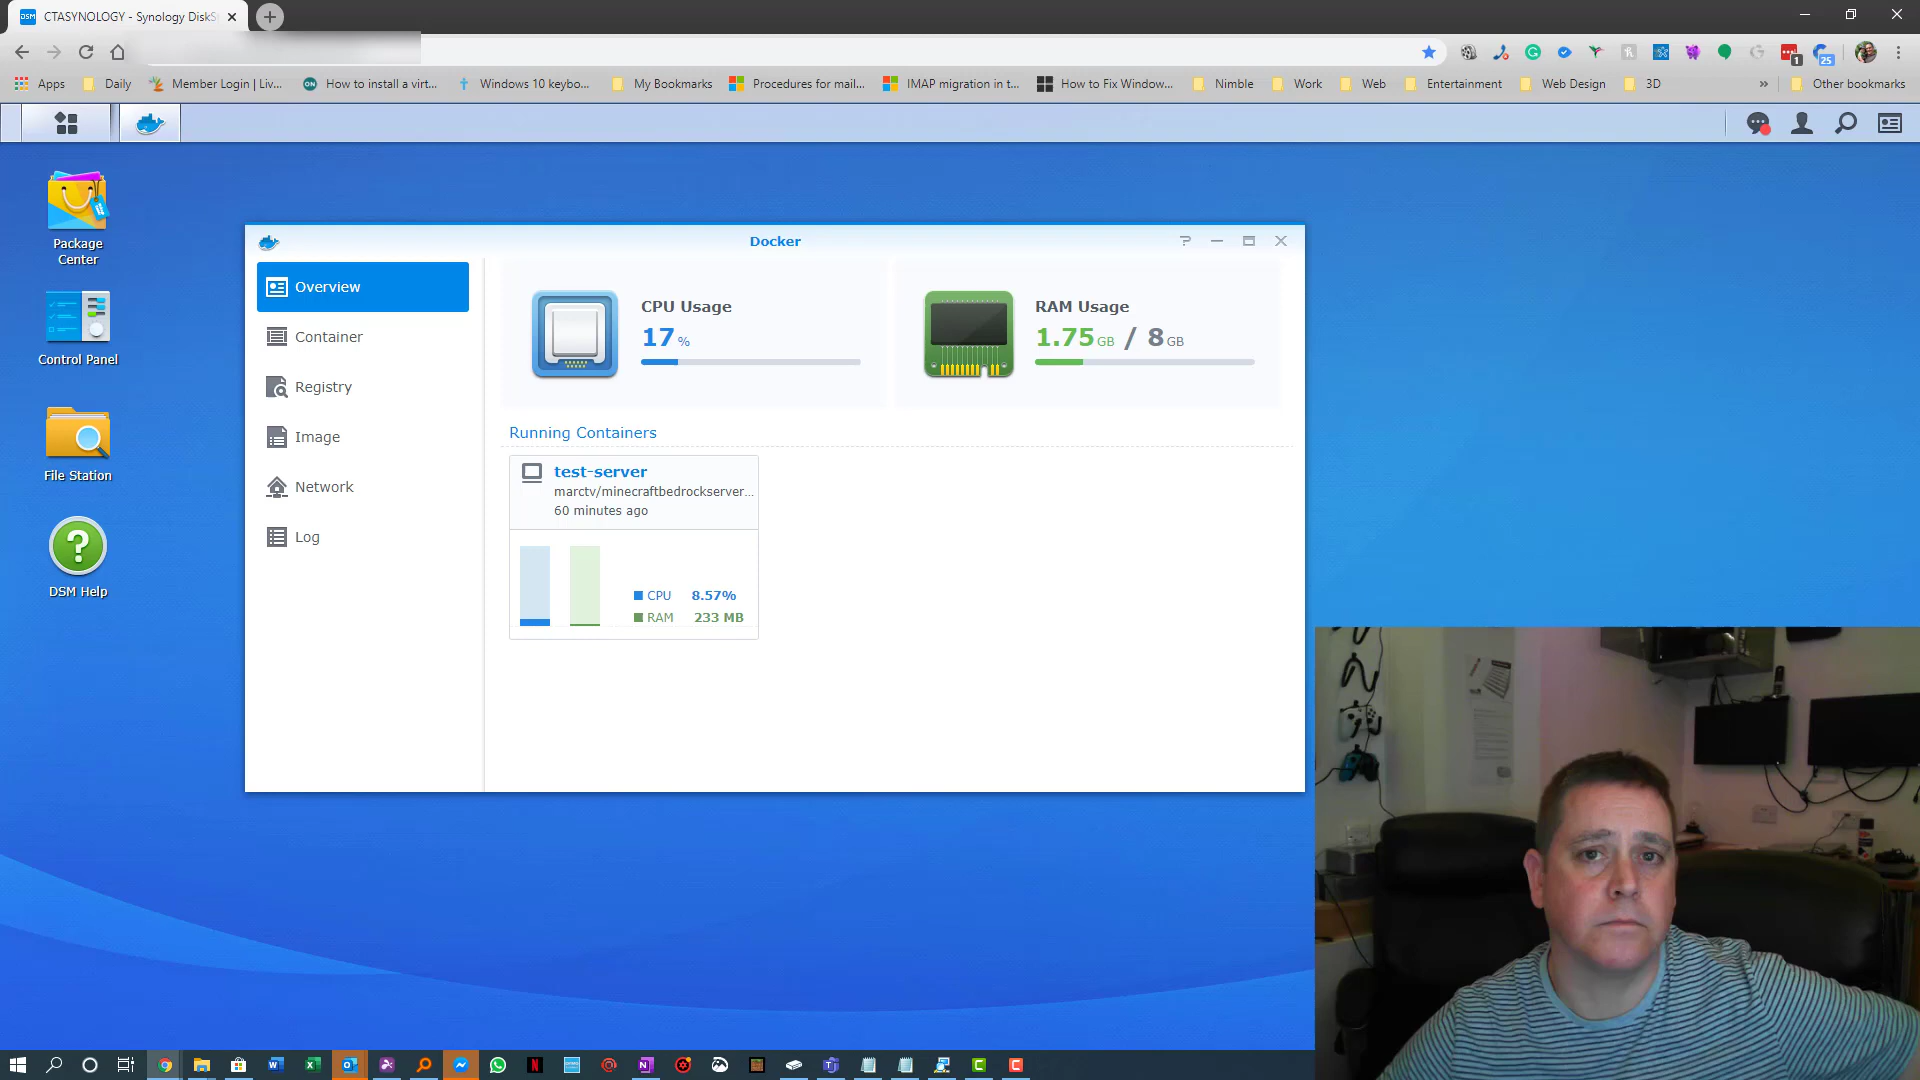 DSM CTASYNOLOGY - Synology DiskS
Apps Daily Member Login | Liv... ON How to install a virt... Windows 10 keybo... My Bookmarks Procedures for mail... IMAP migration in t... How to Fix Window... Nimble Work Web Entertainment Web Design 3D » Other bookmarks
1
25
Package
Center
Control Panel
File Station
DSM Help
Docker
Overview
Container
Registry
Image
Network
Log
CPU Usage
17 %
RAM Usage
1.75 GB / 8 GB
Running Containers
test-server
marctv/minecraftbedrockserver...
60 minutes ago
CPU 8.57%
RAM 233 MB